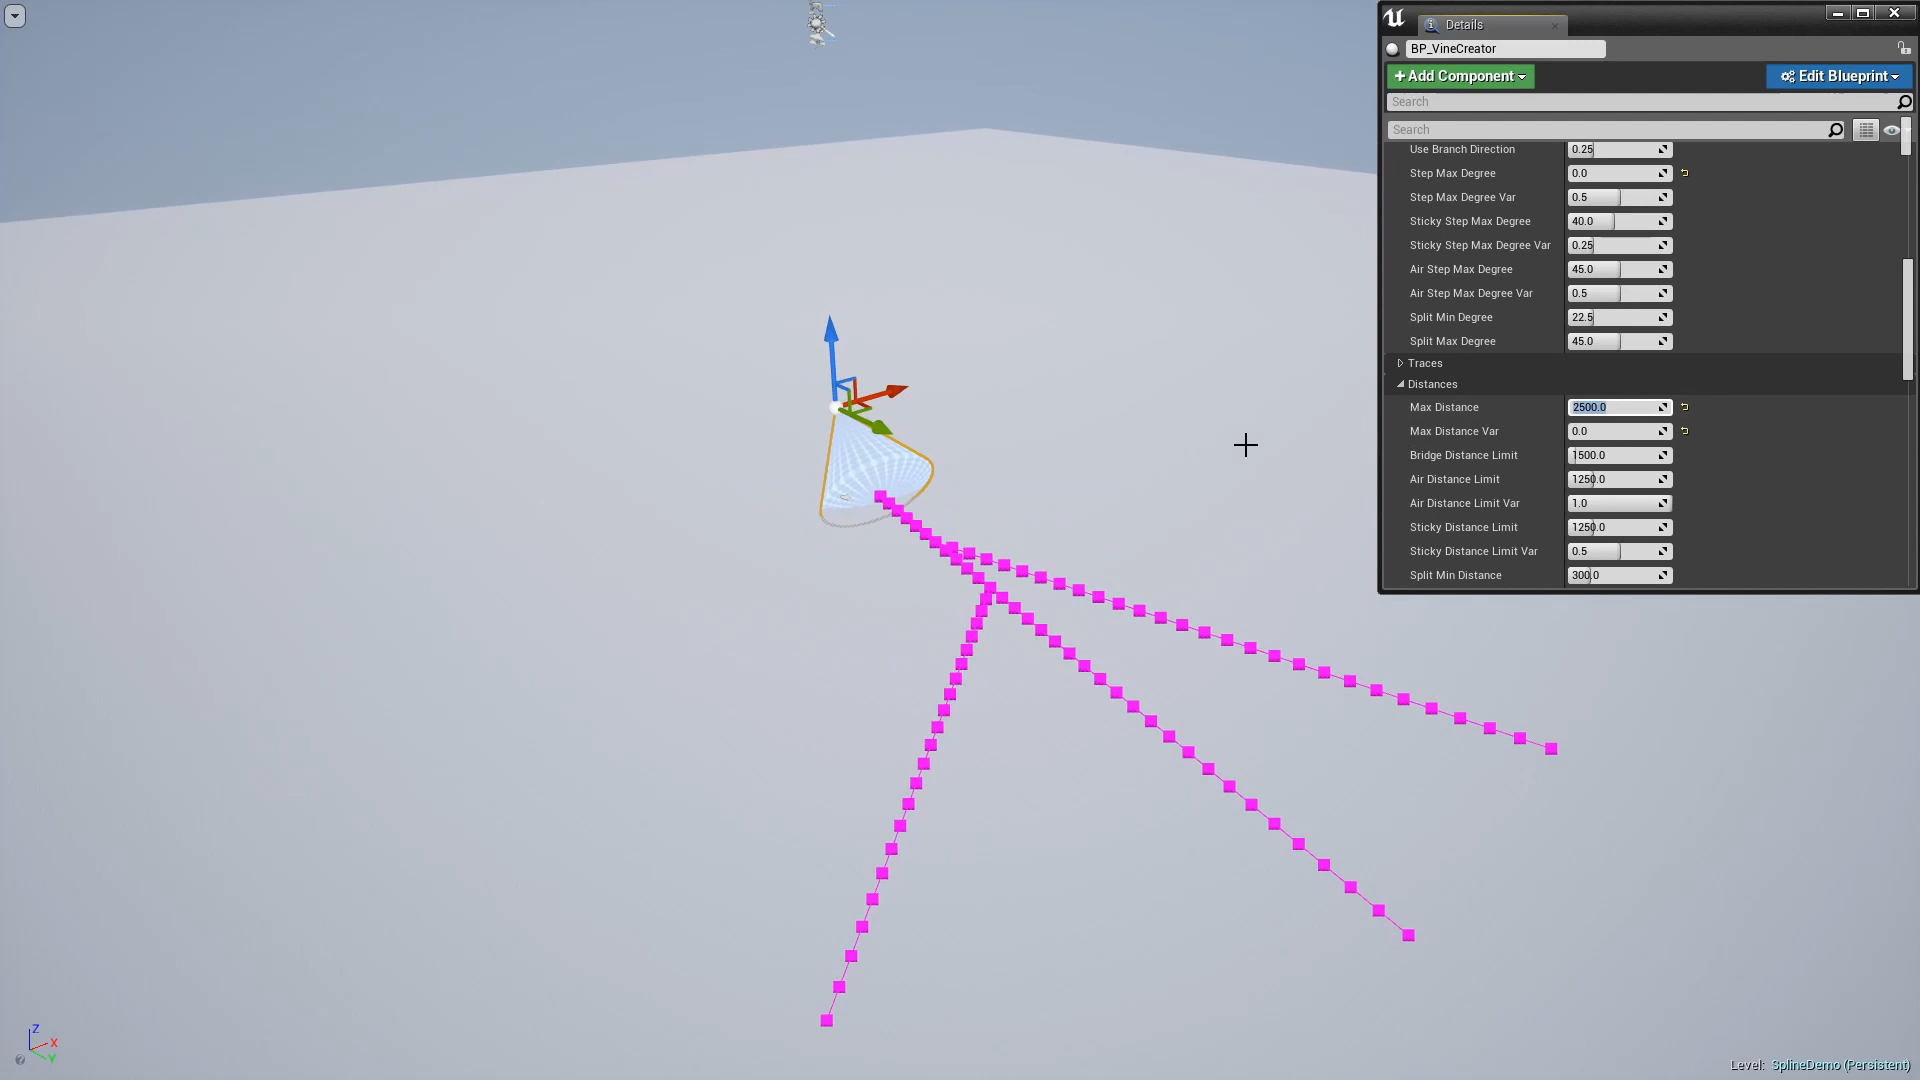 Details
BP_VineCreator
+ Add Component
Edit Blueprint
Search
Search
Use Branch Direction 0.25
Step Max Degree 0.0
Step Max Degree Var 0.5
Sticky Step Max Degree 40.0
Sticky Step Max Degree Var 0.25
Air Step Max Degree 45.0
Air Step Max Degree Var 0.5
Split Min Degree 22.5
Split Max Degree 45.0
Traces
Distances
Max Distance 2500.0
Max Distance Var 0.0
Bridge Distance Limit 1500.0
Air Distance Limit 1250.0
Air Distance Limit Var 1.0
Sticky Distance Limit 1250.0
Sticky Distance Limit Var 0.5
Split Min Distance 300.0
Z
X
Y
Level: SplineDemo (Persistent)